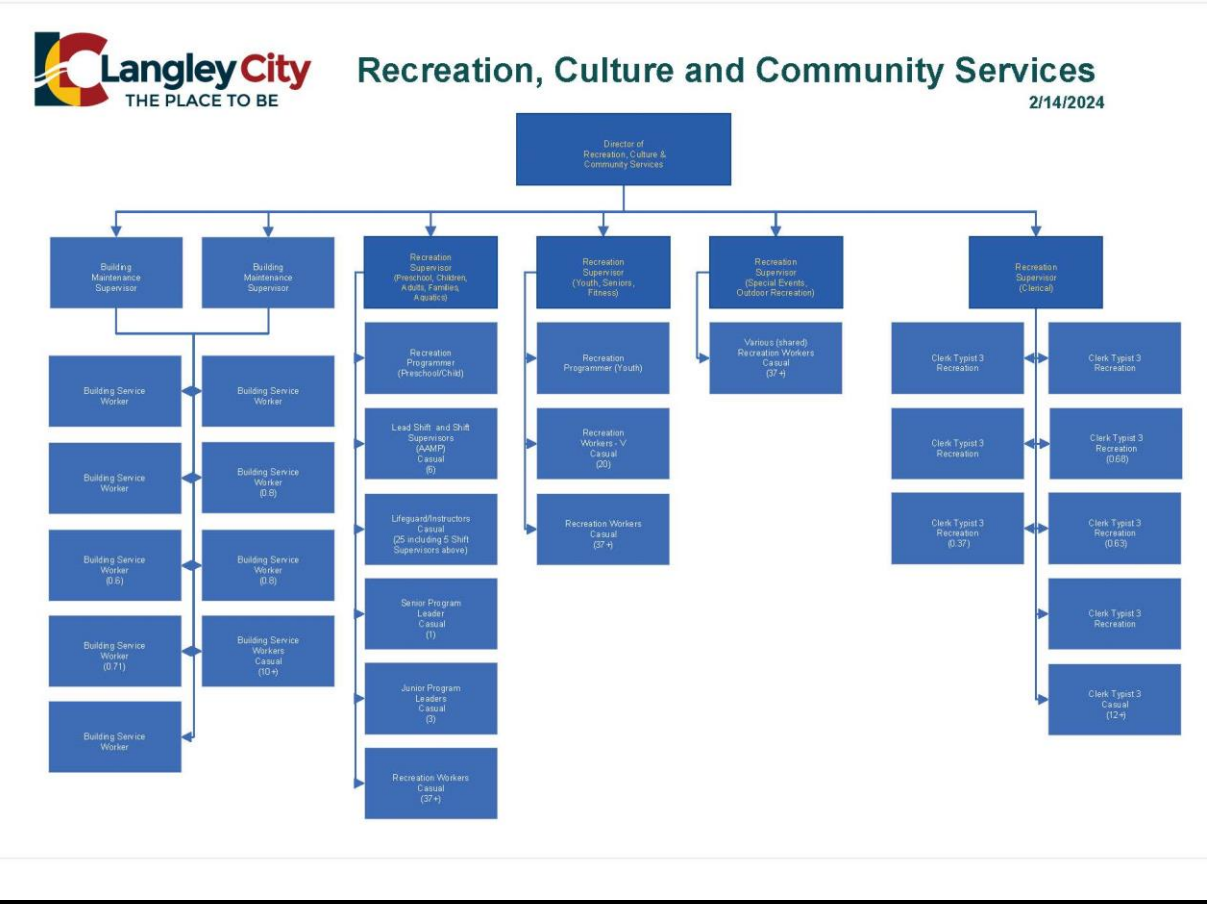 Langley City
THE PLACE TO BE
Recreation, Culture and Community Services
2/14/2024
Director of
Recreation, Culture &
Community Services
Building
Maintenance
Supervisor
Building
Maintenance
Supervisor
Recreation
Supervisor
(Preschool, Children,
Adults, Families,
Aquatics)
Recreation
Supervisor
(Youth, Seniors,
Fitness)
Recreation
Supervisor
(Special Events,
Outdoor Recreation)
Recreation
Supervisor
(Clerical)
Building Service
Worker
Building Service
Worker
Building Service
Worker
Building Service
Worker
(0.8)
Building Service
Worker
(0.6)
Building Service
Worker
(0.8)
Building Service
Worker
(0.71)
Building Service
Workers
Casual
(10+)
Building Service
Worker
Recreation
Programmer
(Preschool/Child)
Lead Shift and Shift
Supervisors
(AAMP)
Casual
(6)
Lifeguard/Instructors
Casual
(25 including 5 Shift
Supervisors above)
Senior Program
Leader
Casual
(1)
Junior Program
Leaders
Casual
(3)
Recreation Workers
Casual
(37+)
Recreation
Programmer (Youth)
Recreation
Workers - V
Casual
(20)
Recreation Workers
Casual
(37+)
Various (shared)
Recreation Workers
Casual
(37+)
Clerk Typist 3
Recreation
Clerk Typist 3
Recreation
Clerk Typist 3
Recreation
Clerk Typist 3
Recreation
(0.68)
Clerk Typist 3
Recreation
(0.37)
Clerk Typist 3
Recreation
(0.63)
Clerk Typist 3
Recreation
Clerk Typist 3
Casual
(12+)